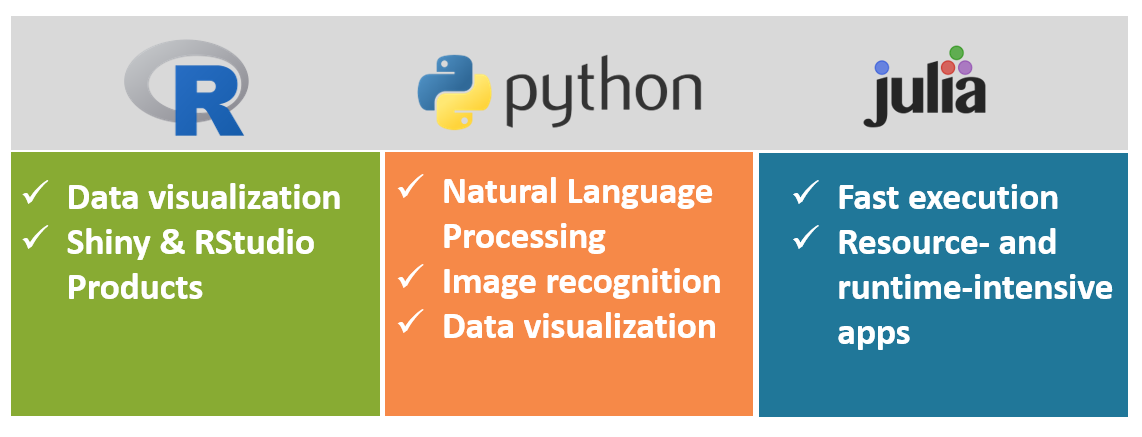 R
python
julia
✓ Data visualization
✓ Shiny & RStudio
Products
✓ Natural Language
Processing
✓ Image recognition
✓ Data visualization
✓ Fast execution
✓ Resource- and
runtime-intensive
apps